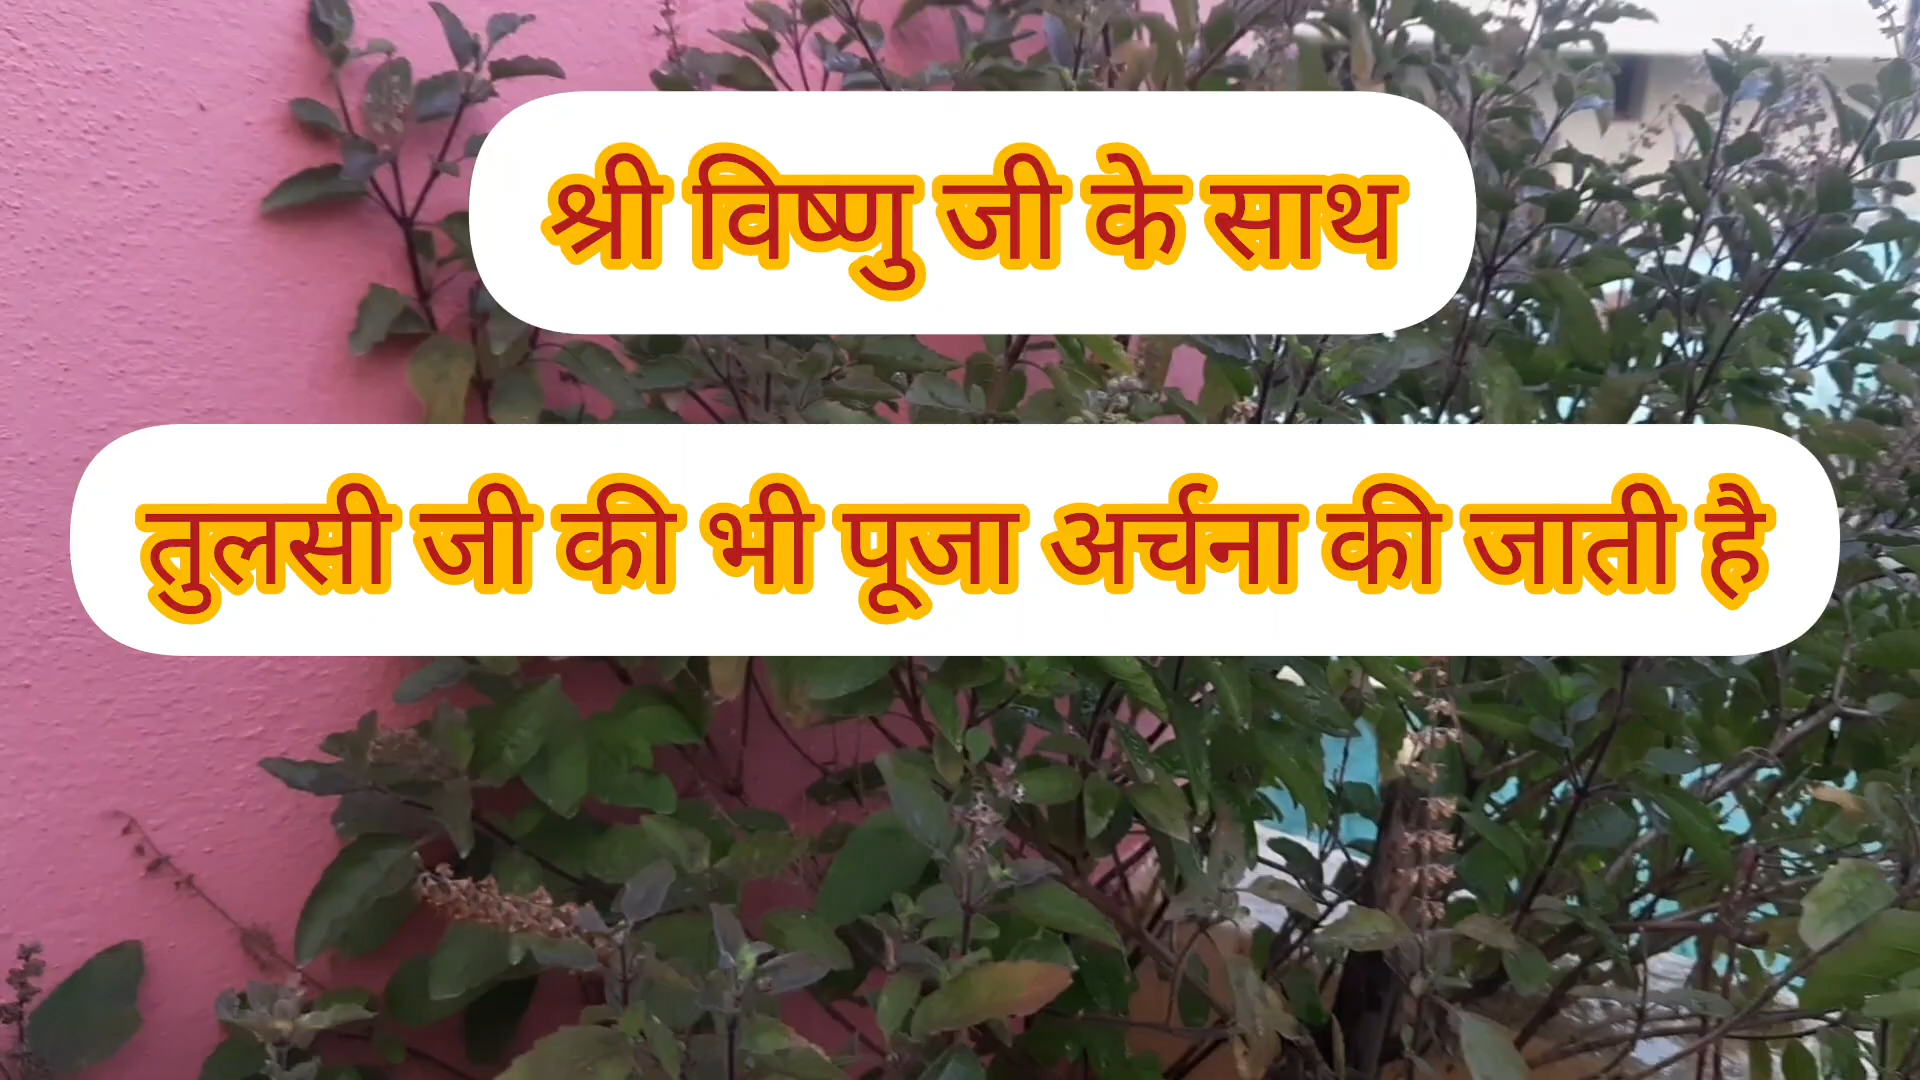 श्री विष्णु जी के साथ
तुलसी जी की भी पूजा अर्चना की जाती है